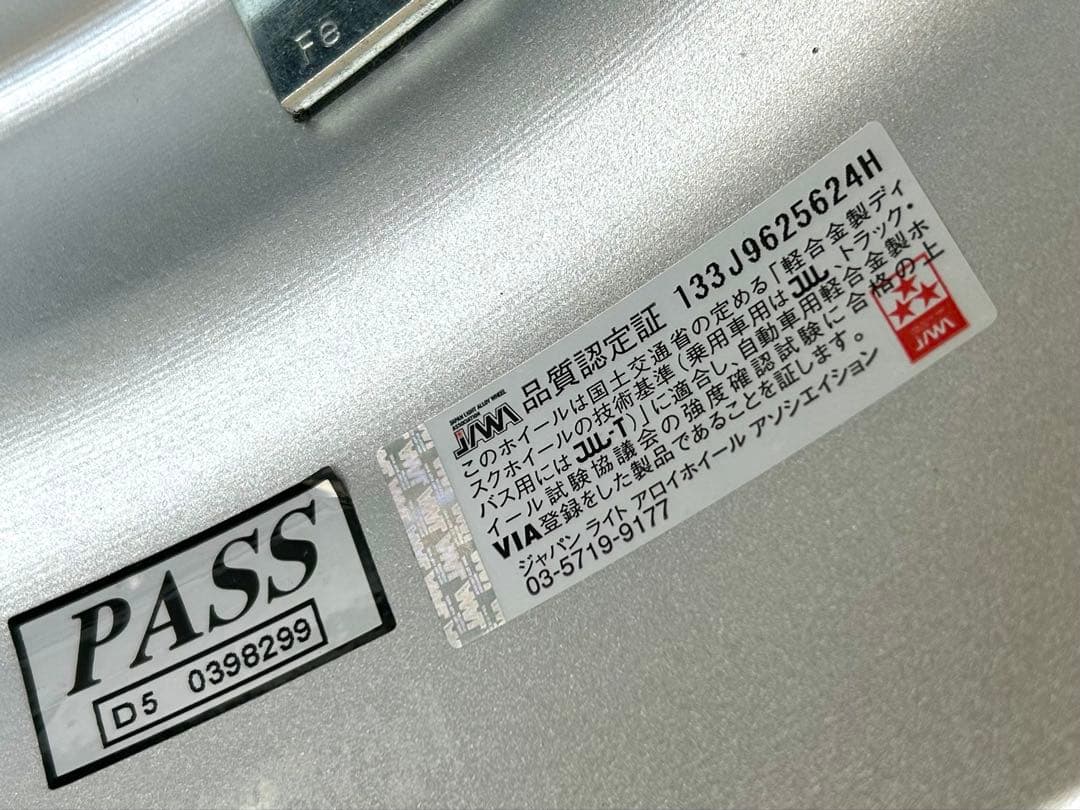 Fe
JAPAN LIGHT ALLOY WHEEL
ASSOCIATION
JAWA 品質認定証 133J9625624H
このホイールは国土交通省の定める「軽合金製ディ
スクホイールの技術基準(乗用車用はJWL、トラック・
バス用にはJWL-T)」に適合し、自動車用軽合金製ホ
イール試験協議会の強度確認試験に合格の上
VIA登録をした製品であることを証します。
ジャパン ライト アロイホイール アソシエイション
03-5719-9177
JAWA
PASS
D5 0398299